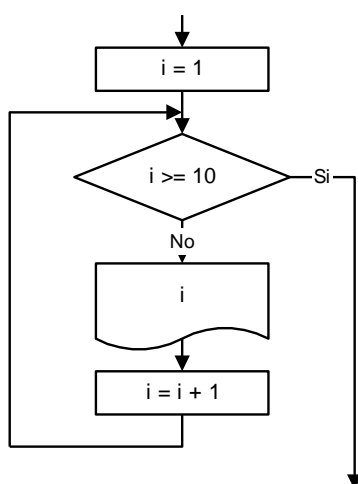 i = 1
i >= 10
Si
No
i
i = i + 1